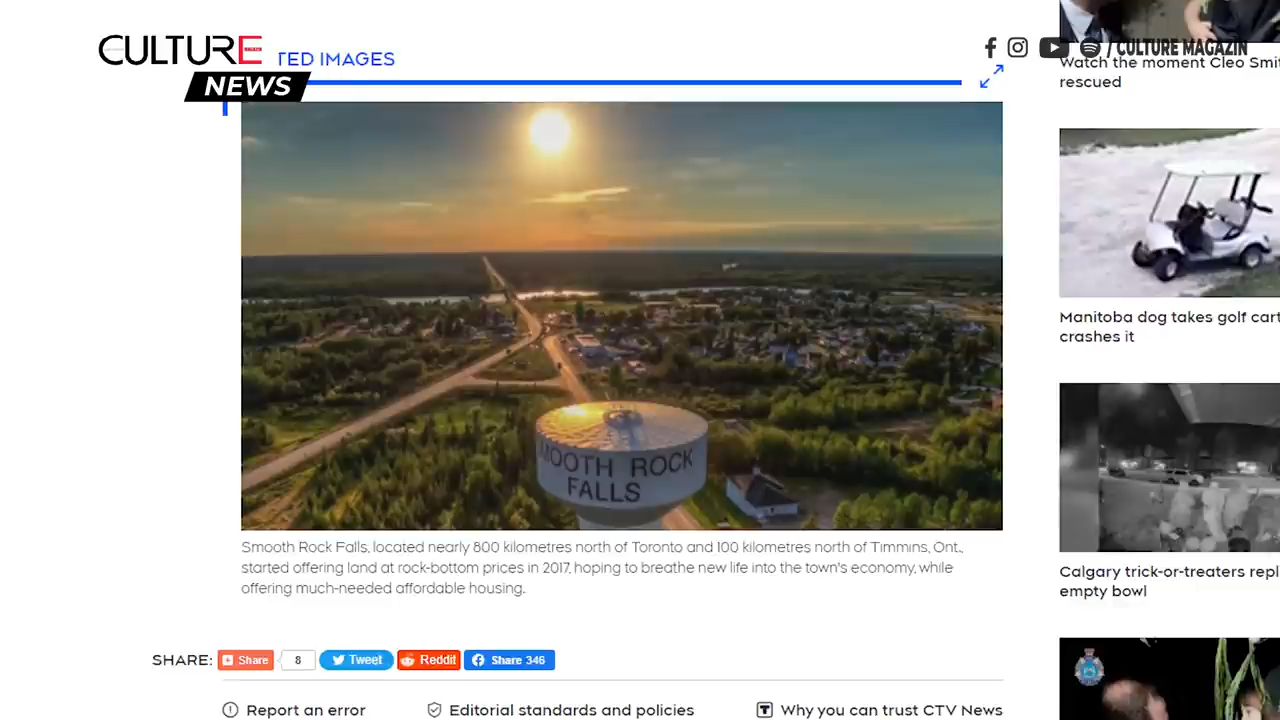 CULTURE
NEWS
TED IMAGES
/ CULTURE MAGAZIN
Watch the moment Cleo Smi
rescued
Manitoba dog takes golf cart
crashes it
MOOTH ROCK
FALLS
Smooth Rock Falls, located nearly 800 kilometres north of Toronto and 100 kilometres north of Timmins, Ont.,
started offering land at rock-bottom prices in 2017, hoping to breathe new life into the town's economy, while
offering much-needed affordable housing.
Calgary trick-or-treaters repl
empty bowl
SHARE:
Share
8
Tweet
Reddit
Share 346
Report an error
Editorial standards and policies
Why you can trust CTV News